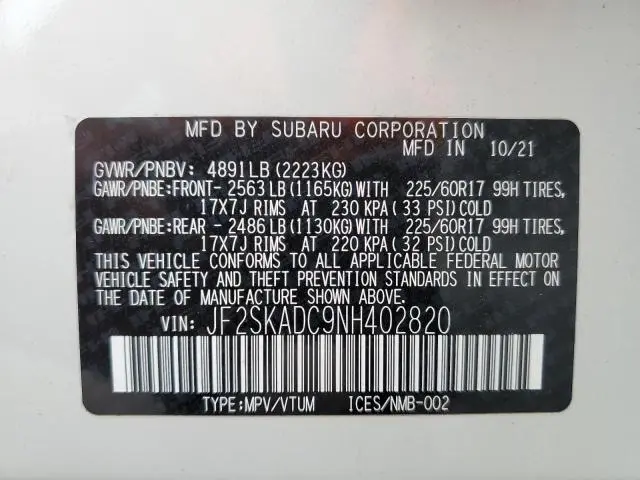 MFD BY SUBARU CORPORATION
MFD IN 10/21
GVWR/PNBV: 4891LB (2223KG)
GAWR/PNBE:FRONT- 2563LB (1165KG) WITH 225/60R17 99H TIRES,
17X7J RIMS AT 230 KPA (33 PSI) COLD
GAWR/PNBE:REAR - 2486LB (1130KG) WITH 225/60R17 99H TIRES,
17X7J RIMS AT 220 KPA (32 PSI) COLD
THIS VEHICLE CONFORMS TO ALL APPLICABLE FEDERAL MOTOR
VEHICLE SAFETY AND THEFT PREVENTION STANDARDS IN EFFECT
ON THE DATE OF MANUFACTURE SHOWN ABOVE.
VIN: JF2SKADC9NH402820
TYPE:MPV/VTUM ICES/NMB-002